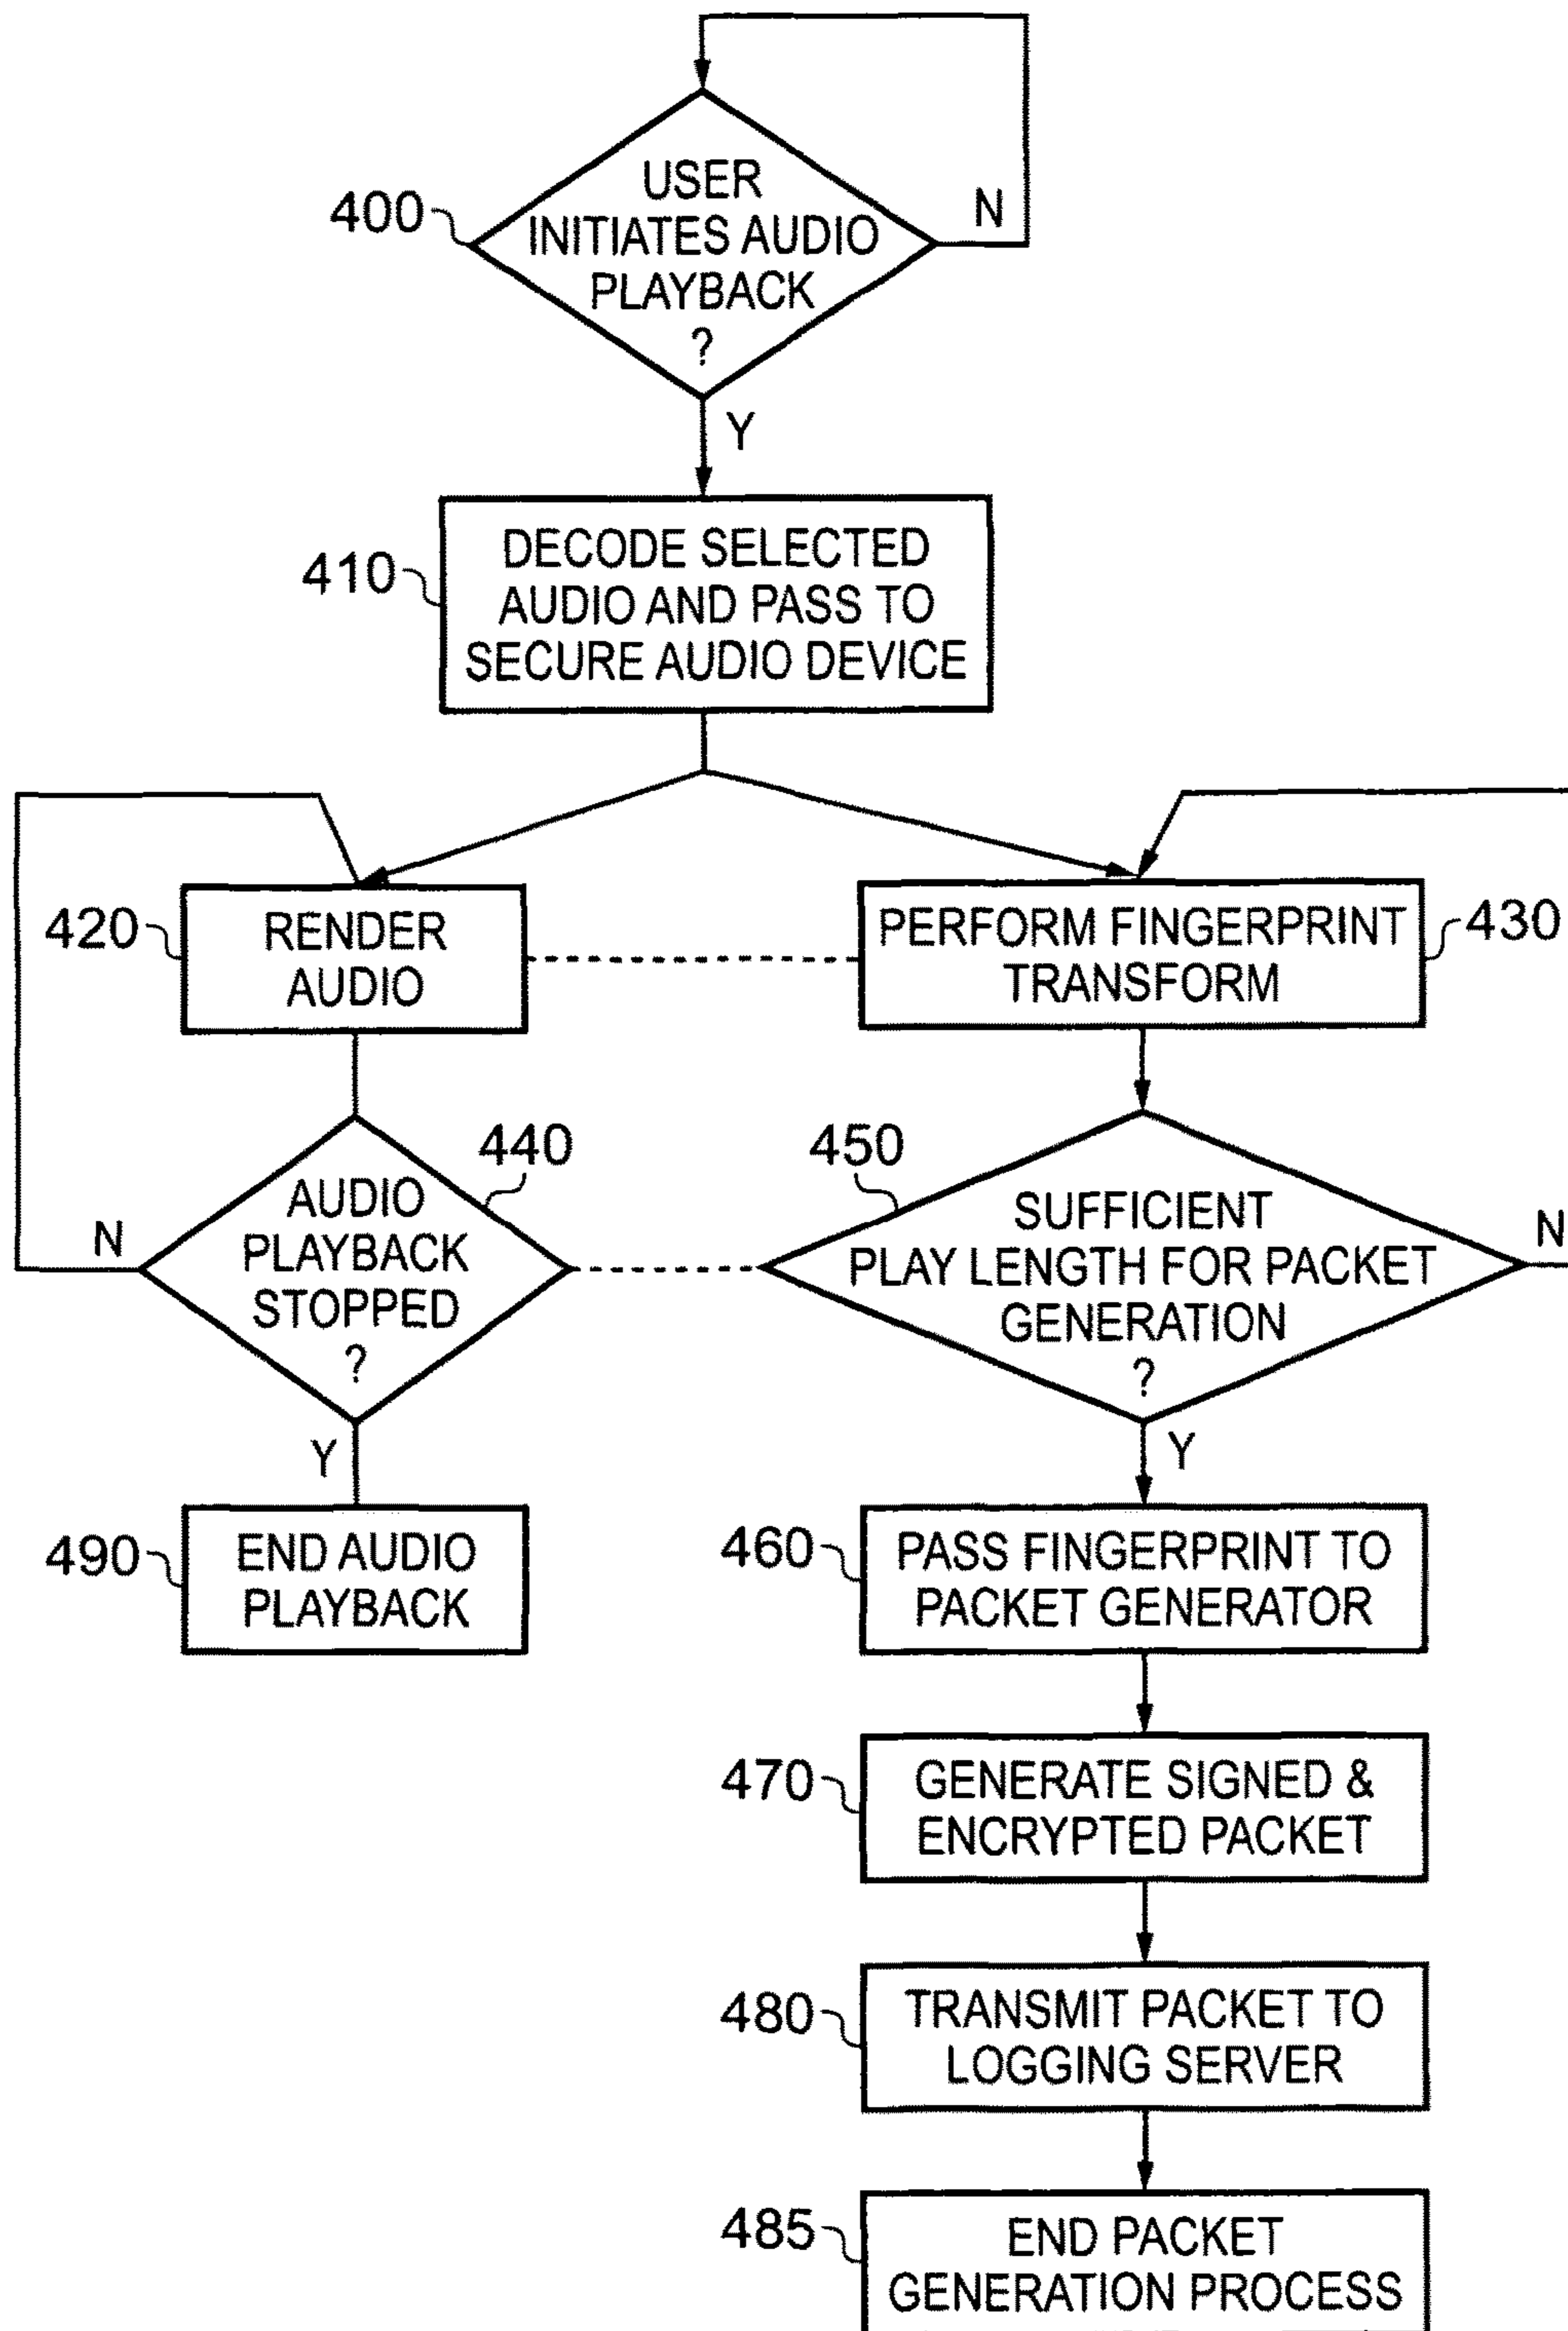 USER
INITIATES AUDIO
PLAYBACK
?
400
N
Y
410
DECODE SELECTED
AUDIO AND PASS TO
SECURE AUDIO DEVICE
420
RENDER
AUDIO
PERFORM FINGERPRINT
TRANSFORM
430
440
AUDIO
PLAYBACK
STOPPED
?
N
Y
450
SUFFICIENT
PLAY LENGTH FOR PACKET
GENERATION
?
N
Y
490
END AUDIO
PLAYBACK
460
PASS FINGERPRINT TO
PACKET GENERATOR
470
GENERATE SIGNED &
ENCRYPTED PACKET
480
TRANSMIT PACKET TO
LOGGING SERVER
485
END PACKET
GENERATION PROCESS